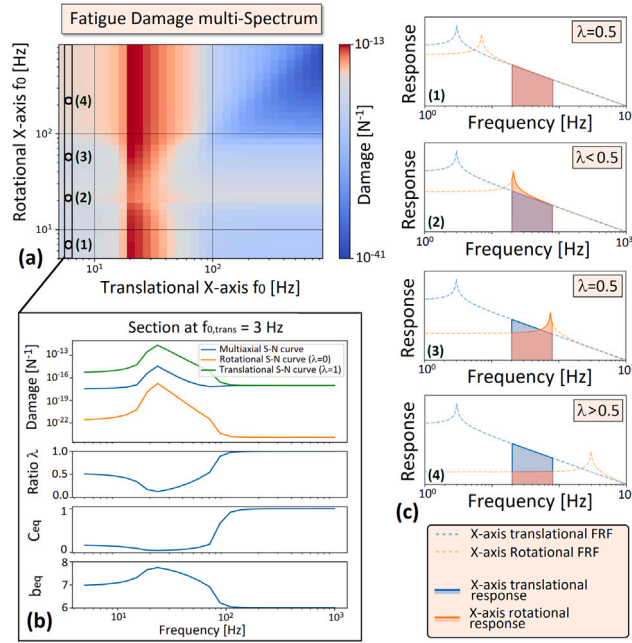 Fatigue Damage multi-Spectrum
Rotational X-axis f₀ [Hz]
10²
10¹
(4)
(3)
(2)
(1)
(a)
10¹
10²
Translational X-axis f₀ [Hz]
10⁻¹³
10⁻⁴¹
Damage [N⁻¹]
Section at f₀,trans = 3 Hz
Damage [N⁻¹]
10⁻¹³
10⁻¹⁶
10⁻¹⁹
10⁻²²
Multiaxial S-N curve
Rotational S-N curve (λ=0)
Translational S-N curve (λ=1)
Ratio λ
1.0
0.5
0.0
Ceq
1
0
beq
8
7
6
10¹
10²
10³
Frequency [Hz]
(b)
λ=0.5
Response
(1)
10⁰
10³
Frequency [Hz]
λ<0.5
Response
(2)
10⁰
10³
Frequency [Hz]
λ=0.5
Response
(3)
10⁰
10¹
Frequency [Hz]
λ>0.5
Response
(4)
10⁰
10¹
Frequency [Hz]
(c)
X-axis translational FRF
X-axis Rotational FRF
X-axis translational
response
X-axis rotational
response